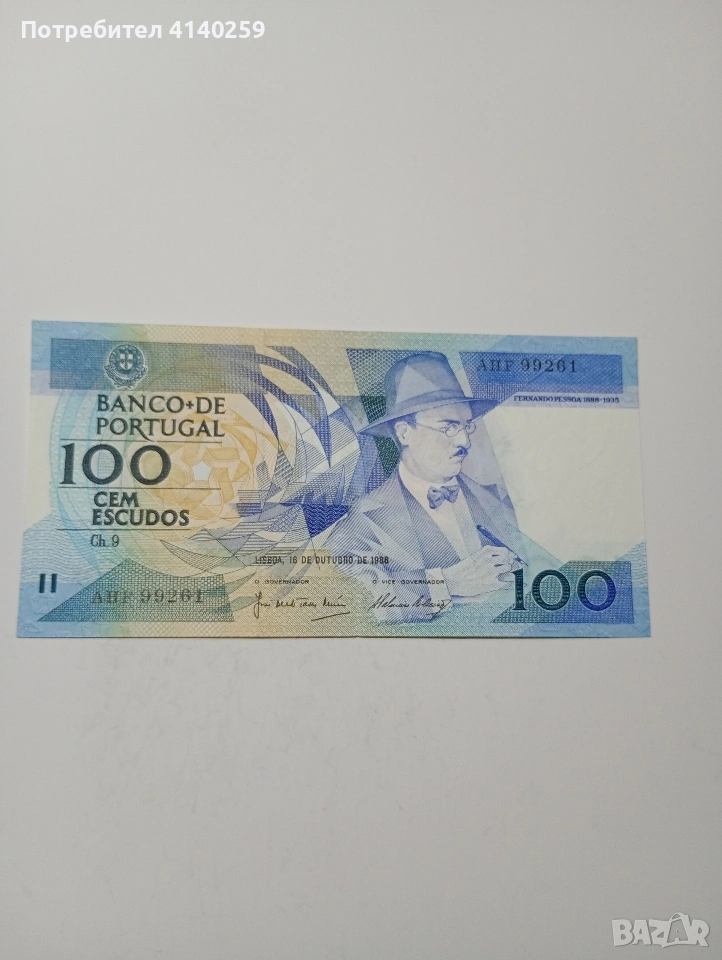 Потребител 4140259
BANCO+DE
PORTUGAL
100
CEM
ESCUDOS
Ch. 9
AHF 99261
FERNANDO PESSOA 1888-1935
LISBOA, 16 DE OUTUBRO DE 1986
O GOVERNADOR O VICE GOVERNADOR
AHF 99261
100
BAZAR